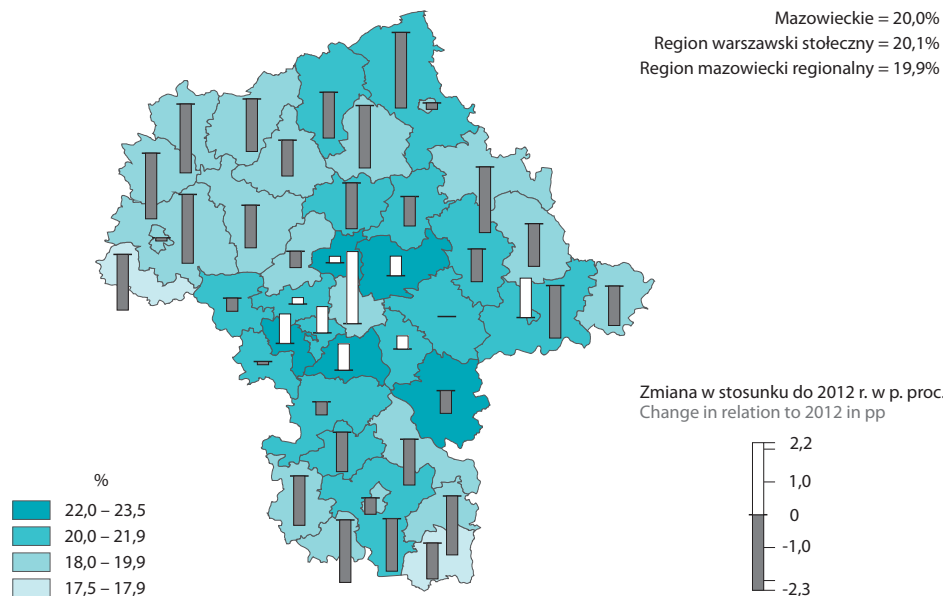 Mazowieckie = 20,0%
Region warszawski stołeczny = 20,1%
Region mazowiecki regionalny = 19,9%
Zmiana w stosunku do 2012 r. w p. proc.
Change in relation to 2012 in pp
2,2
1,0
0
-1,0
-2,3
%
22,0 – 23,5
20,0 – 21,9
18,0 – 19,9
17,5 – 17,9